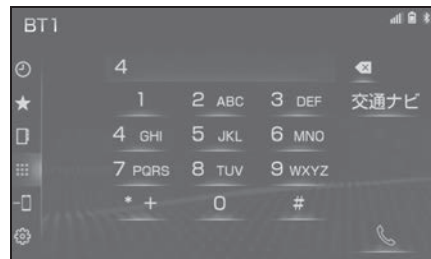 BT1
4
1 2 ABC 3 DEF 交通ナビ
4 GHI 5 JKL 6 MNO
7 PQRS 8 TUV 9 WXYZ
* + 0 #